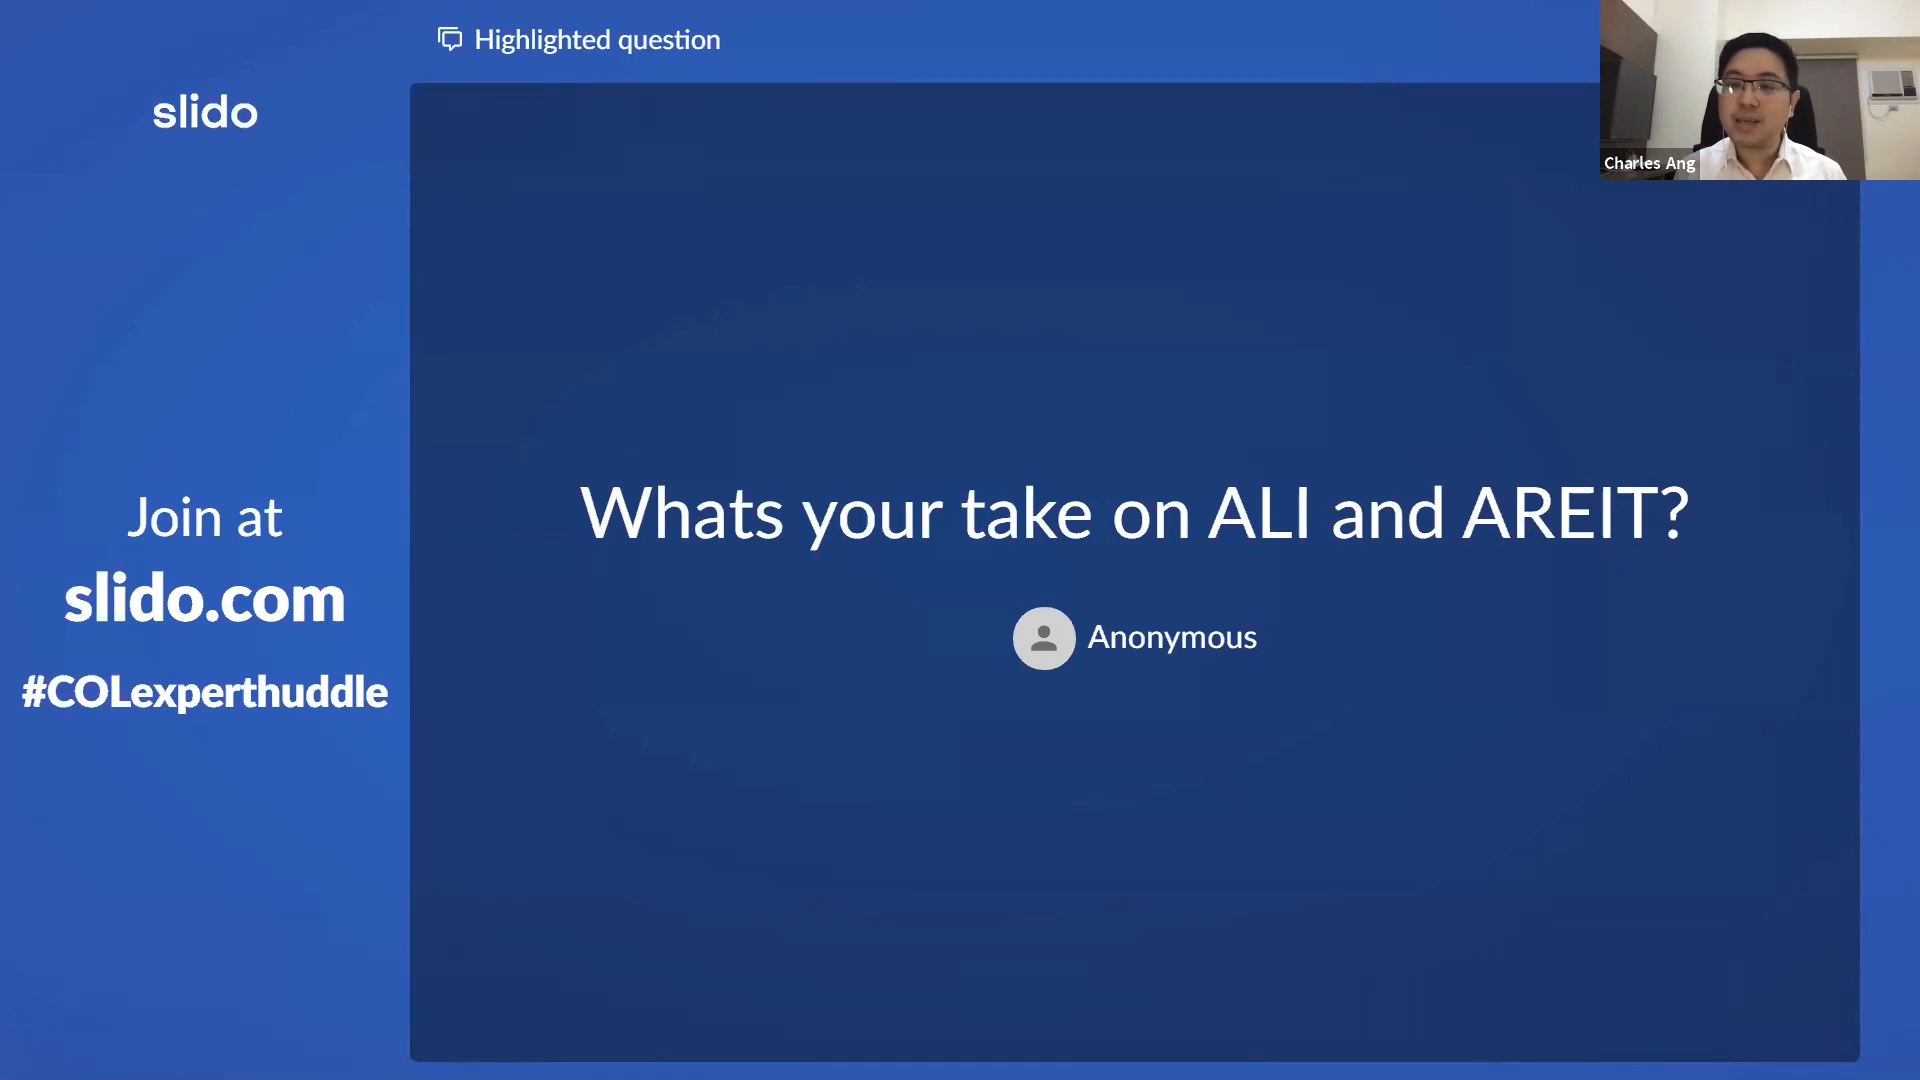 Highlighted question
slido
Charles Ang
Join at
slido.com
#COLexperthuddle
Whats your take on ALI and AREIT?
Anonymous